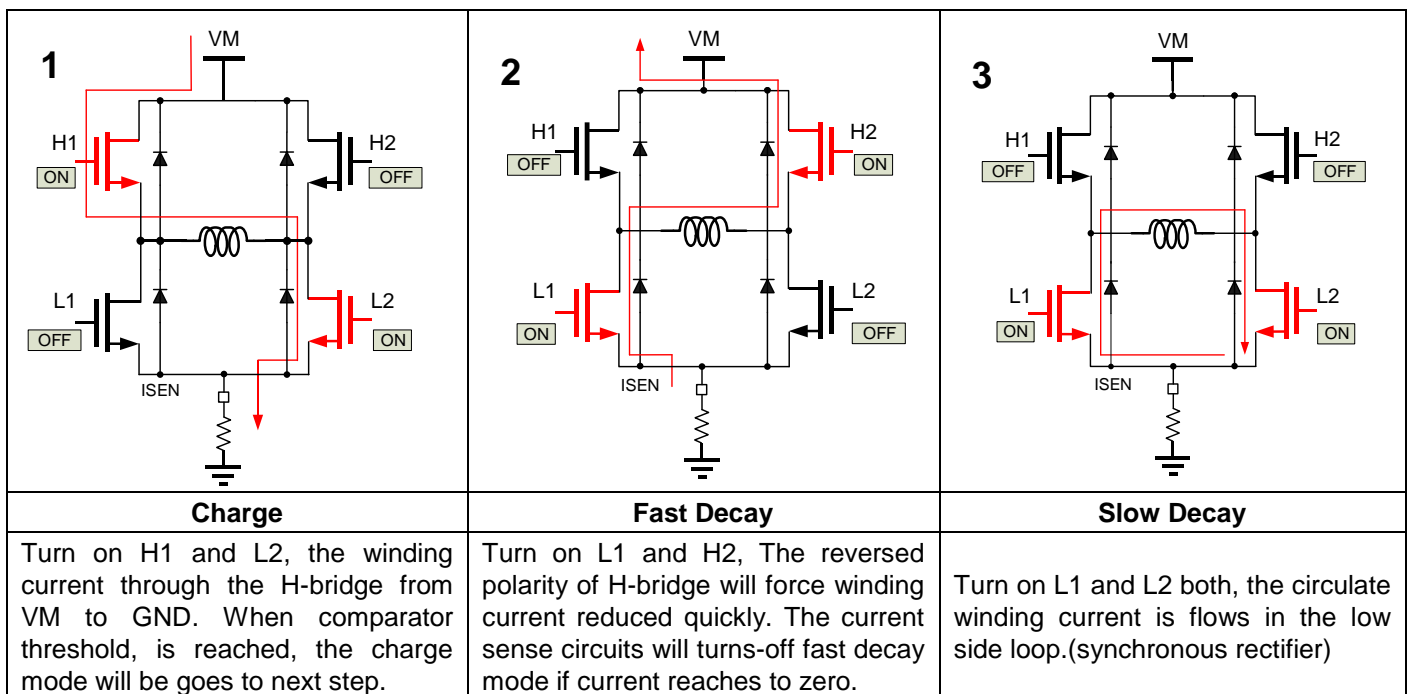 1
VM
H1
ON
H2
OFF
L1
OFF
L2
ON
ISEN
2
VM
H1
OFF
H2
ON
L1
ON
L2
OFF
ISEN
3
VM
H1
OFF
H2
OFF
L1
ON
L2
ON
ISEN
Charge
Fast Decay
Slow Decay
Turn on H1 and L2, the winding
current through the H-bridge from
VM to GND. When comparator
threshold, is reached, the charge
mode will be goes to next step.
Turn on L1 and H2, The reversed
polarity of H-bridge will force winding
current reduced quickly. The current
sense circuits will turns-off fast decay
mode if current reaches to zero.
Turn on L1 and L2 both, the circulate
winding current is flows in the low
side loop.(synchronous rectifier)